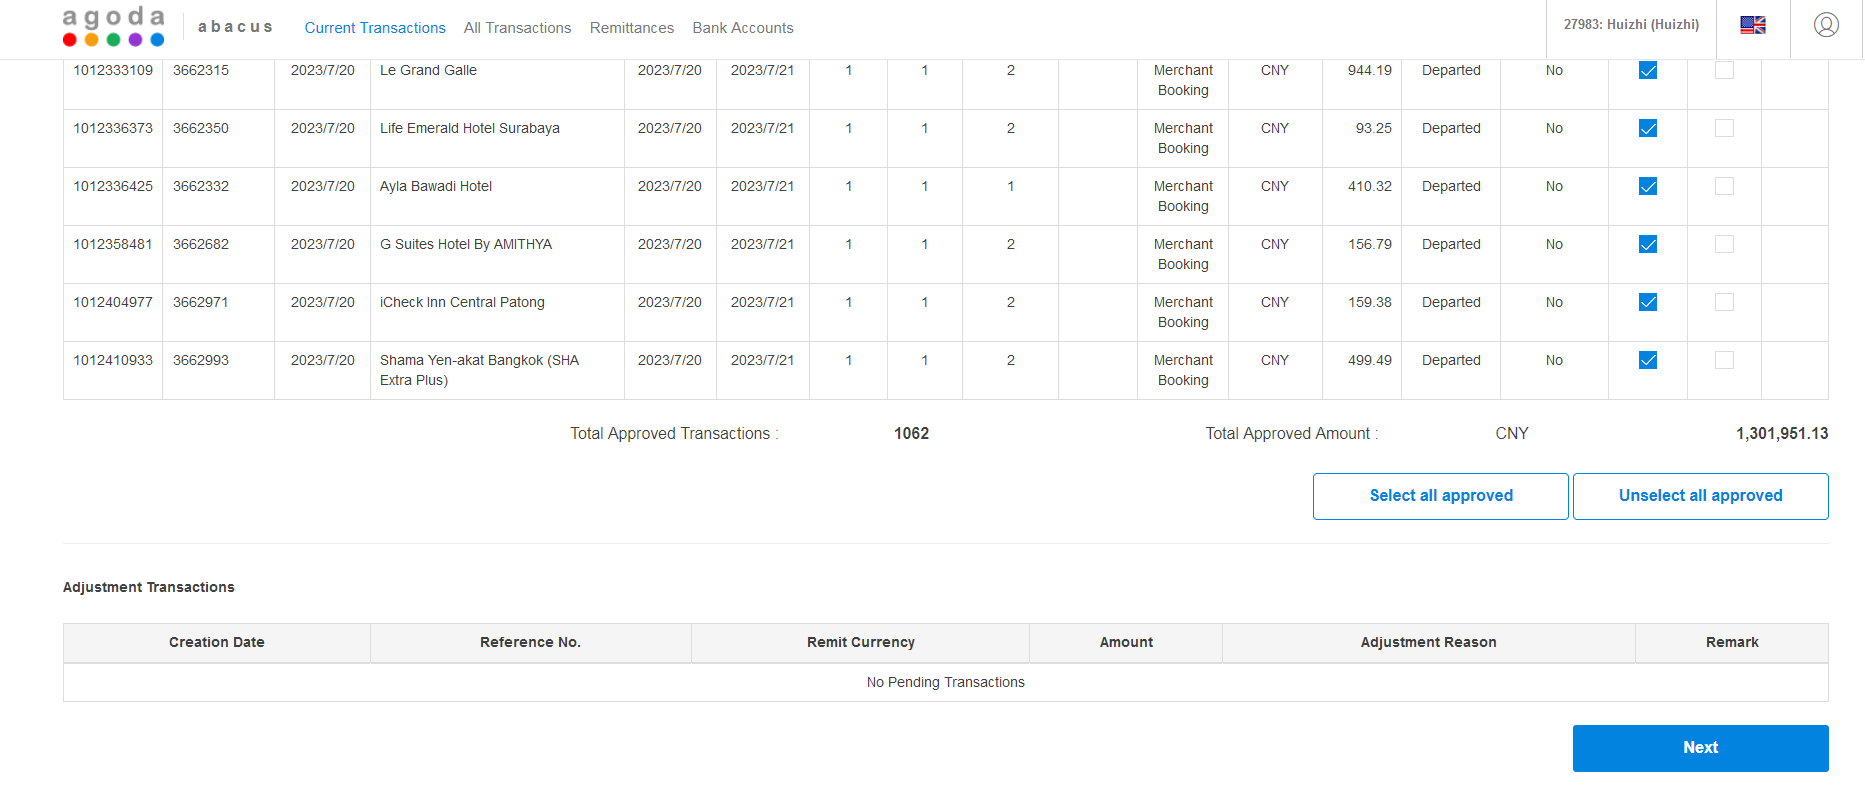 agoda abacus Current Transactions All Transactions Remittances Bank Accounts 27983: Huizhi (Huizhi)
1012333109 3662315 2023/7/20 Le Grand Galle 2023/7/20 2023/7/21 1 1 2 Merchant Booking CNY 944.19 Departed No
1012336373 3662350 2023/7/20 Life Emerald Hotel Surabaya 2023/7/20 2023/7/21 1 1 2 Merchant Booking CNY 93.25 Departed No
1012336425 3662332 2023/7/20 Ayla Bawadi Hotel 2023/7/20 2023/7/21 1 1 1 Merchant Booking CNY 410.32 Departed No
1012358481 3662682 2023/7/20 G Suites Hotel By AMITHYA 2023/7/20 2023/7/21 1 1 2 Merchant Booking CNY 156.79 Departed No
1012404977 3662971 2023/7/20 iCheck Inn Central Patong 2023/7/20 2023/7/21 1 1 2 Merchant Booking CNY 159.38 Departed No
1012410933 3662993 2023/7/20 Shama Yen-akat Bangkok (SHA Extra Plus) 2023/7/20 2023/7/21 1 1 2 Merchant Booking CNY 499.49 Departed No
Total Approved Transactions : 1062 Total Approved Amount : CNY 1,301,951.13
Select all approved Unselect all approved
Adjustment Transactions
Creation Date Reference No. Remit Currency Amount Adjustment Reason Remark
No Pending Transactions
Next